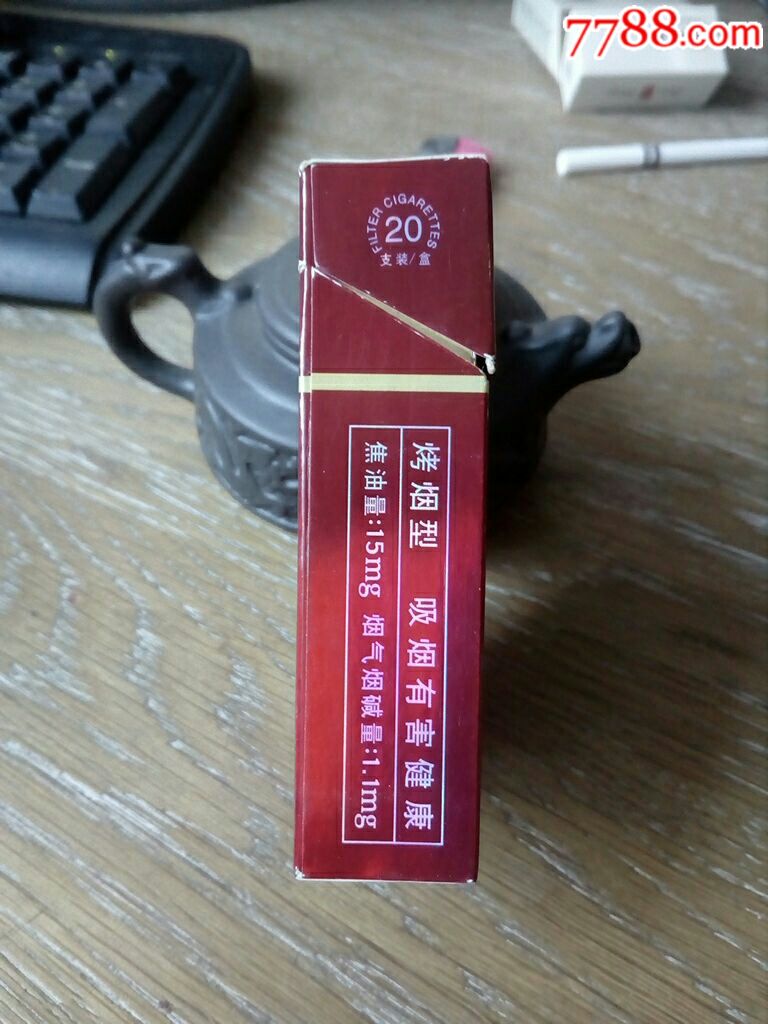 7788.com
FILTER CIGARETTES
20
支装/盒
烤烟型 吸烟有害健康
焦油量:15mg 烟气烟碱量:1.1mg